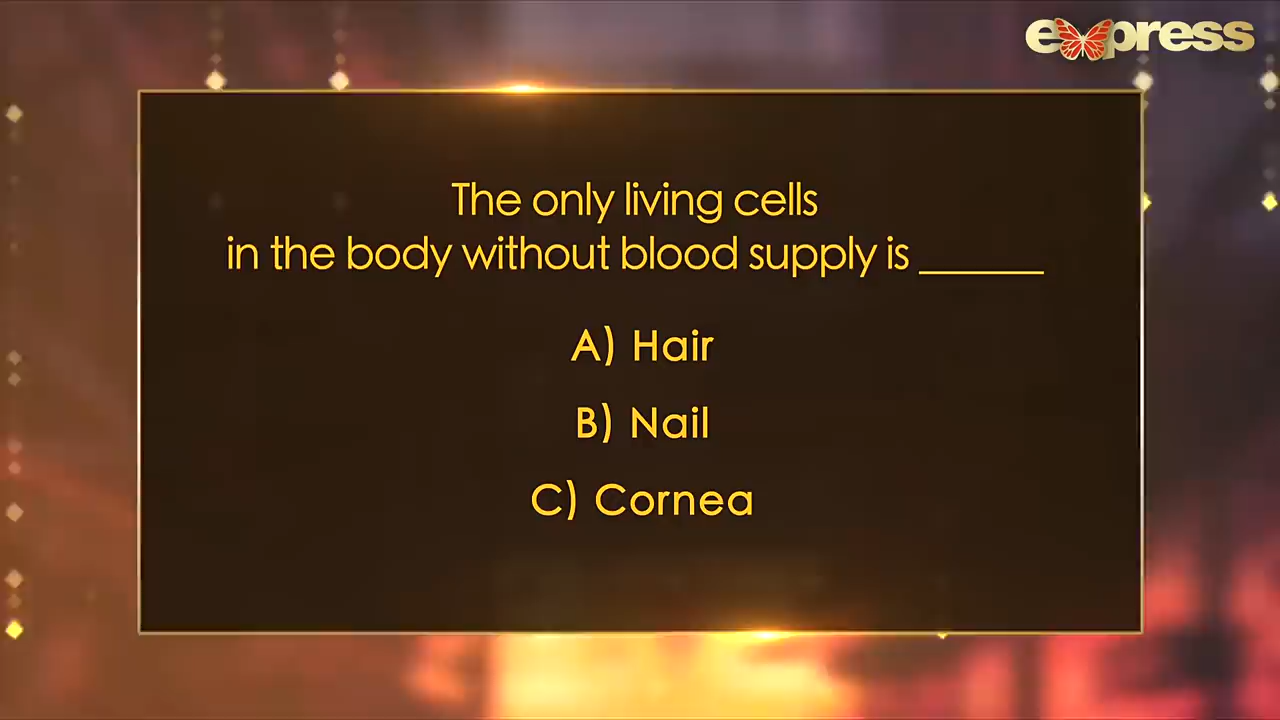 express
The only living cells
in the body without blood supply is ______
A) Hair
B) Nail
C) Cornea